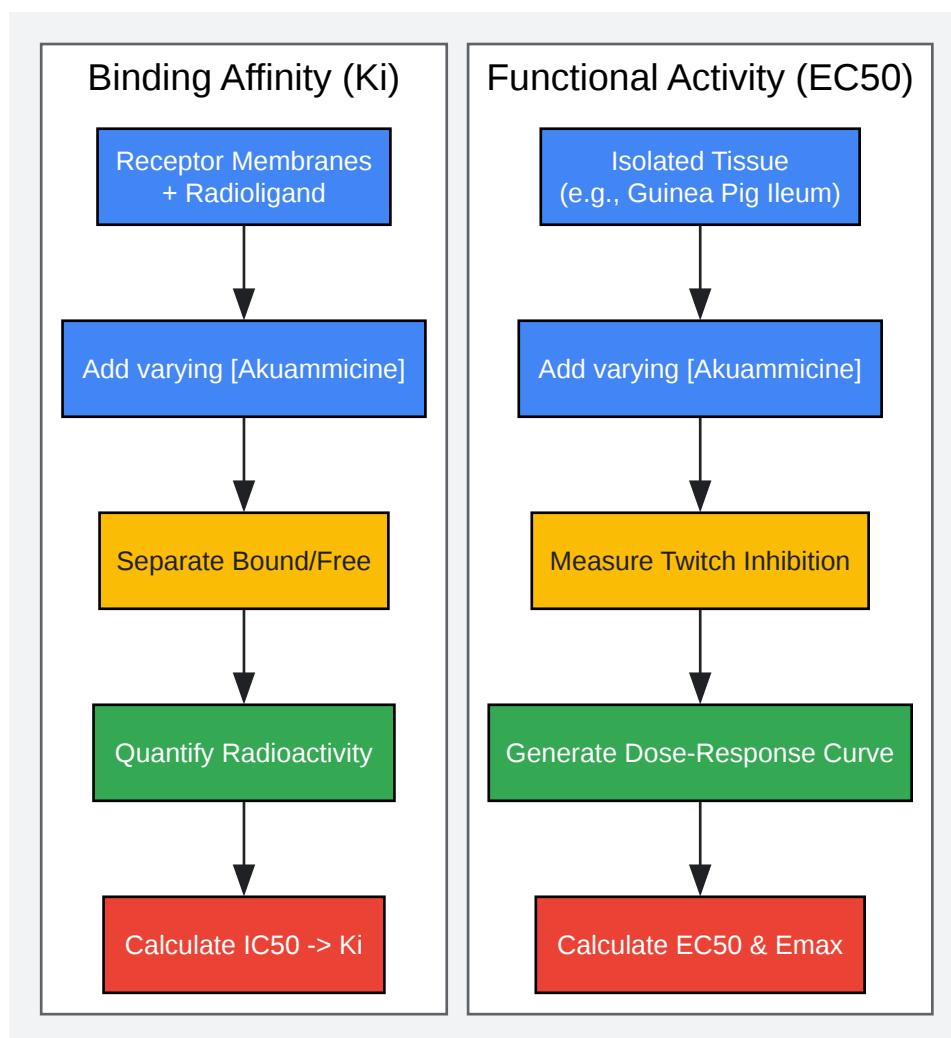 Binding Affinity (Ki)
Receptor Membranes
+ Radioligand
Add varying [Akuammicine]
Separate Bound/Free
Quantify Radioactivity
Calculate IC50 -> Ki
Functional Activity (EC50)
Isolated Tissue
(e.g., Guinea Pig Ileum)
Add varying [Akuammicine]
Measure Twitch Inhibition
Generate Dose-Response Curve
Calculate EC50 & Emax